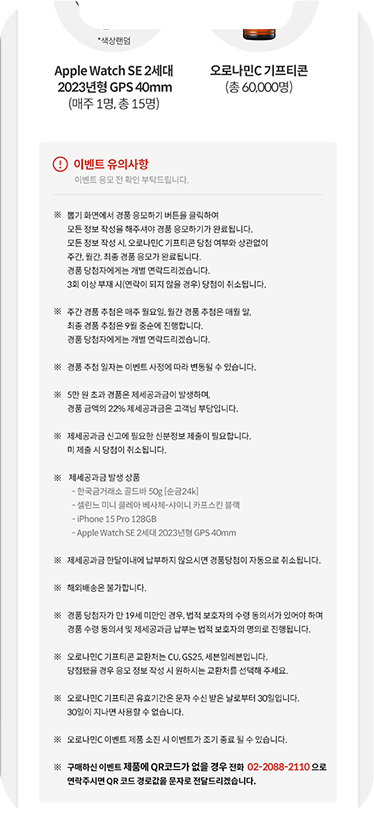 *색상랜덤
Apple Watch SE 2세대
2023년형 GPS 40mm
(매주 1명, 총 15명)
오로나민C 기프티콘
(총 60,000명)
! 이벤트 유의사항
이벤트 응모 전 확인 부탁드립니다.
※ 뽑기 화면에서 경품 응모하기 버튼을 클릭하여
모든 정보 작성을 해주셔야 경품 응모하기가 완료됩니다.
모든 정보 작성 시, 오로나민C 기프티콘 당첨 여부와 상관없이
주간, 월간, 최종 경품 응모가 완료됩니다.
경품 당첨자에게는 개별 연락드리겠습니다.
3회 이상 부재 시(연락이 되지 않을 경우) 당첨이 취소됩니다.
※ 주간 경품 추첨은 매주 월요일, 월간 경품 추첨은 매월 말,
최종 경품 추첨은 9월 중순에 진행합니다.
경품 당첨자에게는 개별 연락드리겠습니다.
※ 경품 추첨 일자는 이벤트 사정에 따라 변동될 수 있습니다.
※ 5만 원 초과 경품은 제세공과금이 발생하며,
경품 금액의 22% 제세공과금은 고객님 부담입니다.
※ 제세공과금 신고에 필요한 신분정보 제출이 필요합니다.
미 제출 시 당첨이 취소됩니다.
※ 제세공과금 발생 상품
- 한국금거래소 골드바 50g [순금24k]
- 셀린느 미니 클레아 베사체-샤이니 카프스킨 블랙
- iPhone 15 Pro 128GB
- Apple Watch SE 2세대 2023년형 GPS 40mm
※ 제세공과금 한달이내에 납부하지 않으시면 경품당첨이 자동으로 취소됩니다.
※ 해외배송은 불가합니다.
※ 경품 당첨자가 만 19세 미만인 경우, 법적 보호자의 수령 동의서가 있어야 하며
경품 수령 동의서 및 제세공과금 납부는 법적 보호자의 명의로 진행됩니다.
※ 오로나민C 기프티콘 교환처는 CU, GS25, 세븐일레븐입니다.
당첨됐을 경우 응모 정보 작성 시 원하시는 교환처를 선택해 주세요.
※ 오로나민C 기프티콘 유효기간은 문자 수신 받은 날로부터 30일입니다.
30일이 지나면 사용할 수 없습니다.
※ 오로나민C 이벤트 제품 소진 시 이벤트가 조기 종료 될 수 있습니다.
※ 구매하신 이벤트 제품에 QR코드가 없을 경우 전화 02-2088-2110 으로
연락주시면 QR 코드 경로값을 문자로 전달드리겠습니다.